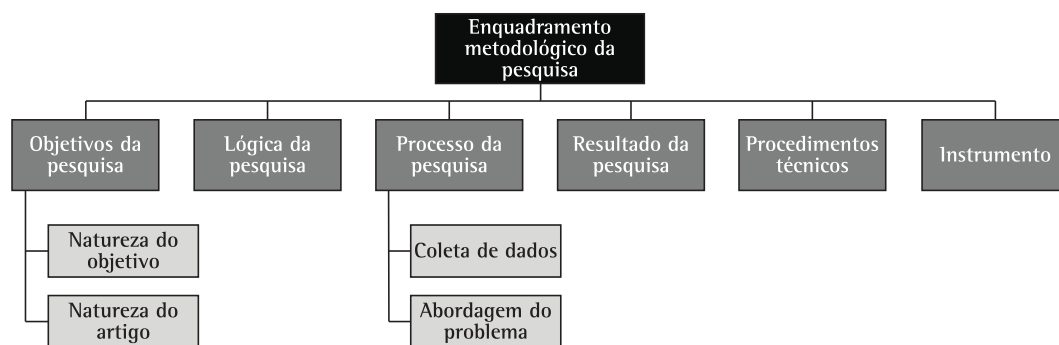 Enquadramento
metodológico da
pesquisa
Objetivos da
pesquisa
Lógica da
pesquisa
Processo da
pesquisa
Resultado da
pesquisa
Procedimentos
técnicos
Instrumento
Natureza do
objetivo
Natureza do
artigo
Coleta de dados
Abordagem do
problema